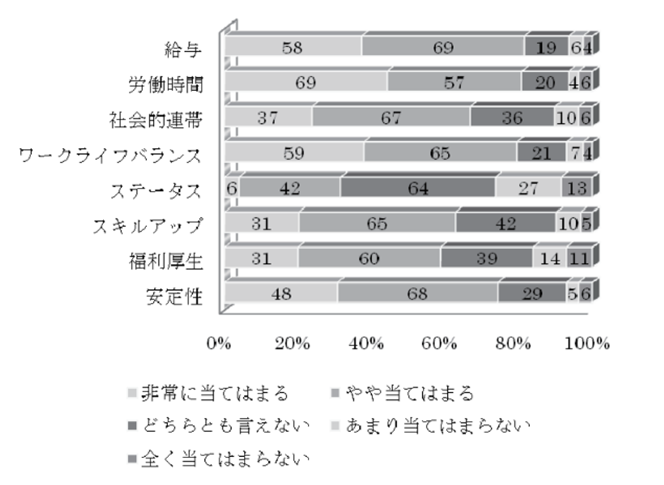 給与 58 69 19 6 4
労働時間 69 57 20 4 6
社会的連帯 37 67 36 10 6
ワークライフバランス 59 65 21 7 4
ステータス 6 42 64 27 13
スキルアップ 31 65 42 10 5
福利厚生 31 60 39 14 11
安定性 48 68 29 5 6
0% 20% 40% 60% 80% 100%
非常に当てはまる やや当てはまる
どちらとも言えない あまり当てはまらない
全く当てはまらない